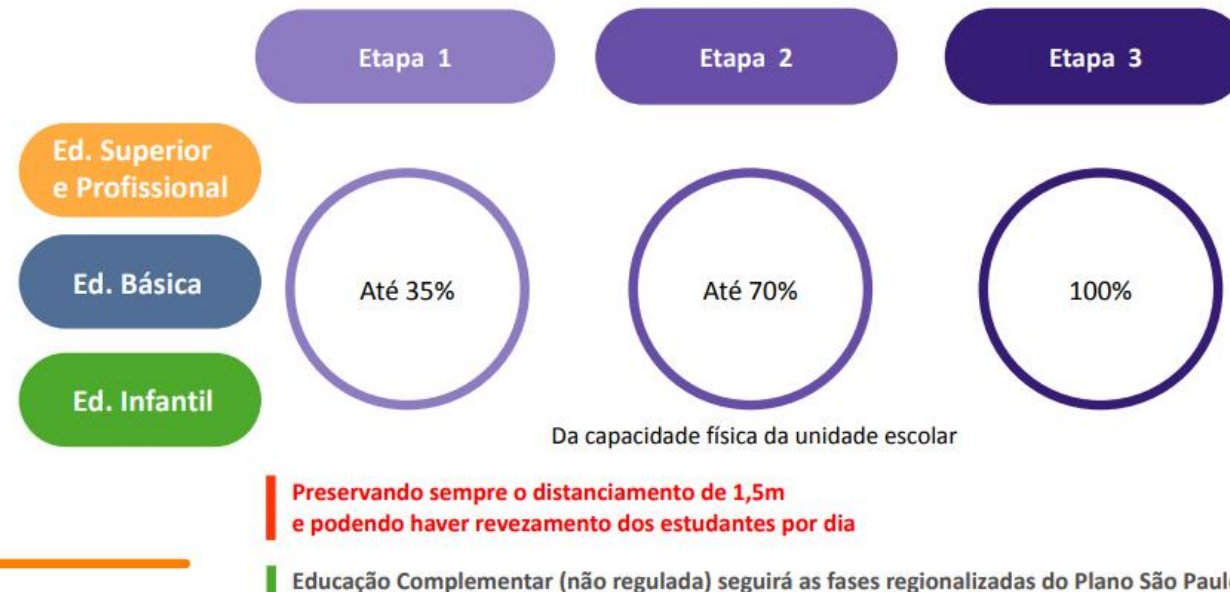 Etapa 1
Etapa 2
Etapa 3
Ed. Superior
e Profissional
Ed. Básica
Ed. Infantil
Até 35%
Até 70%
100%
Da capacidade física da unidade escolar
Preservando sempre o distanciamento de 1,5m
e podendo haver revezamento dos estudantes por dia
Educação Complementar (não regulada) seguirá as fases regionalizadas do Plano São Paulo